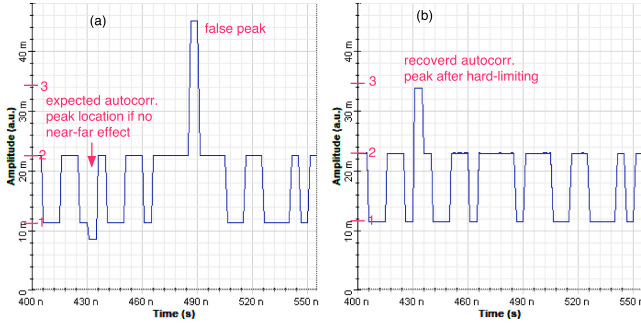 (a)
false peak
expected autocorr.
peak location if no
near-far effect
3
2
1
Amplitude (a.u.)
40 m
30 m
20 m
10 m
0
400 n 430 n 460 n 490 n 520 n 550 n
Time (s)
(b)
recoverd autocorr.
peak after hard-limiting
3
2
1
Amplitude (a.u.)
40 m
30 m
20 m
10 m
0
400 n 430 n 460 n 490 n 520 n 550 n
Time (s)